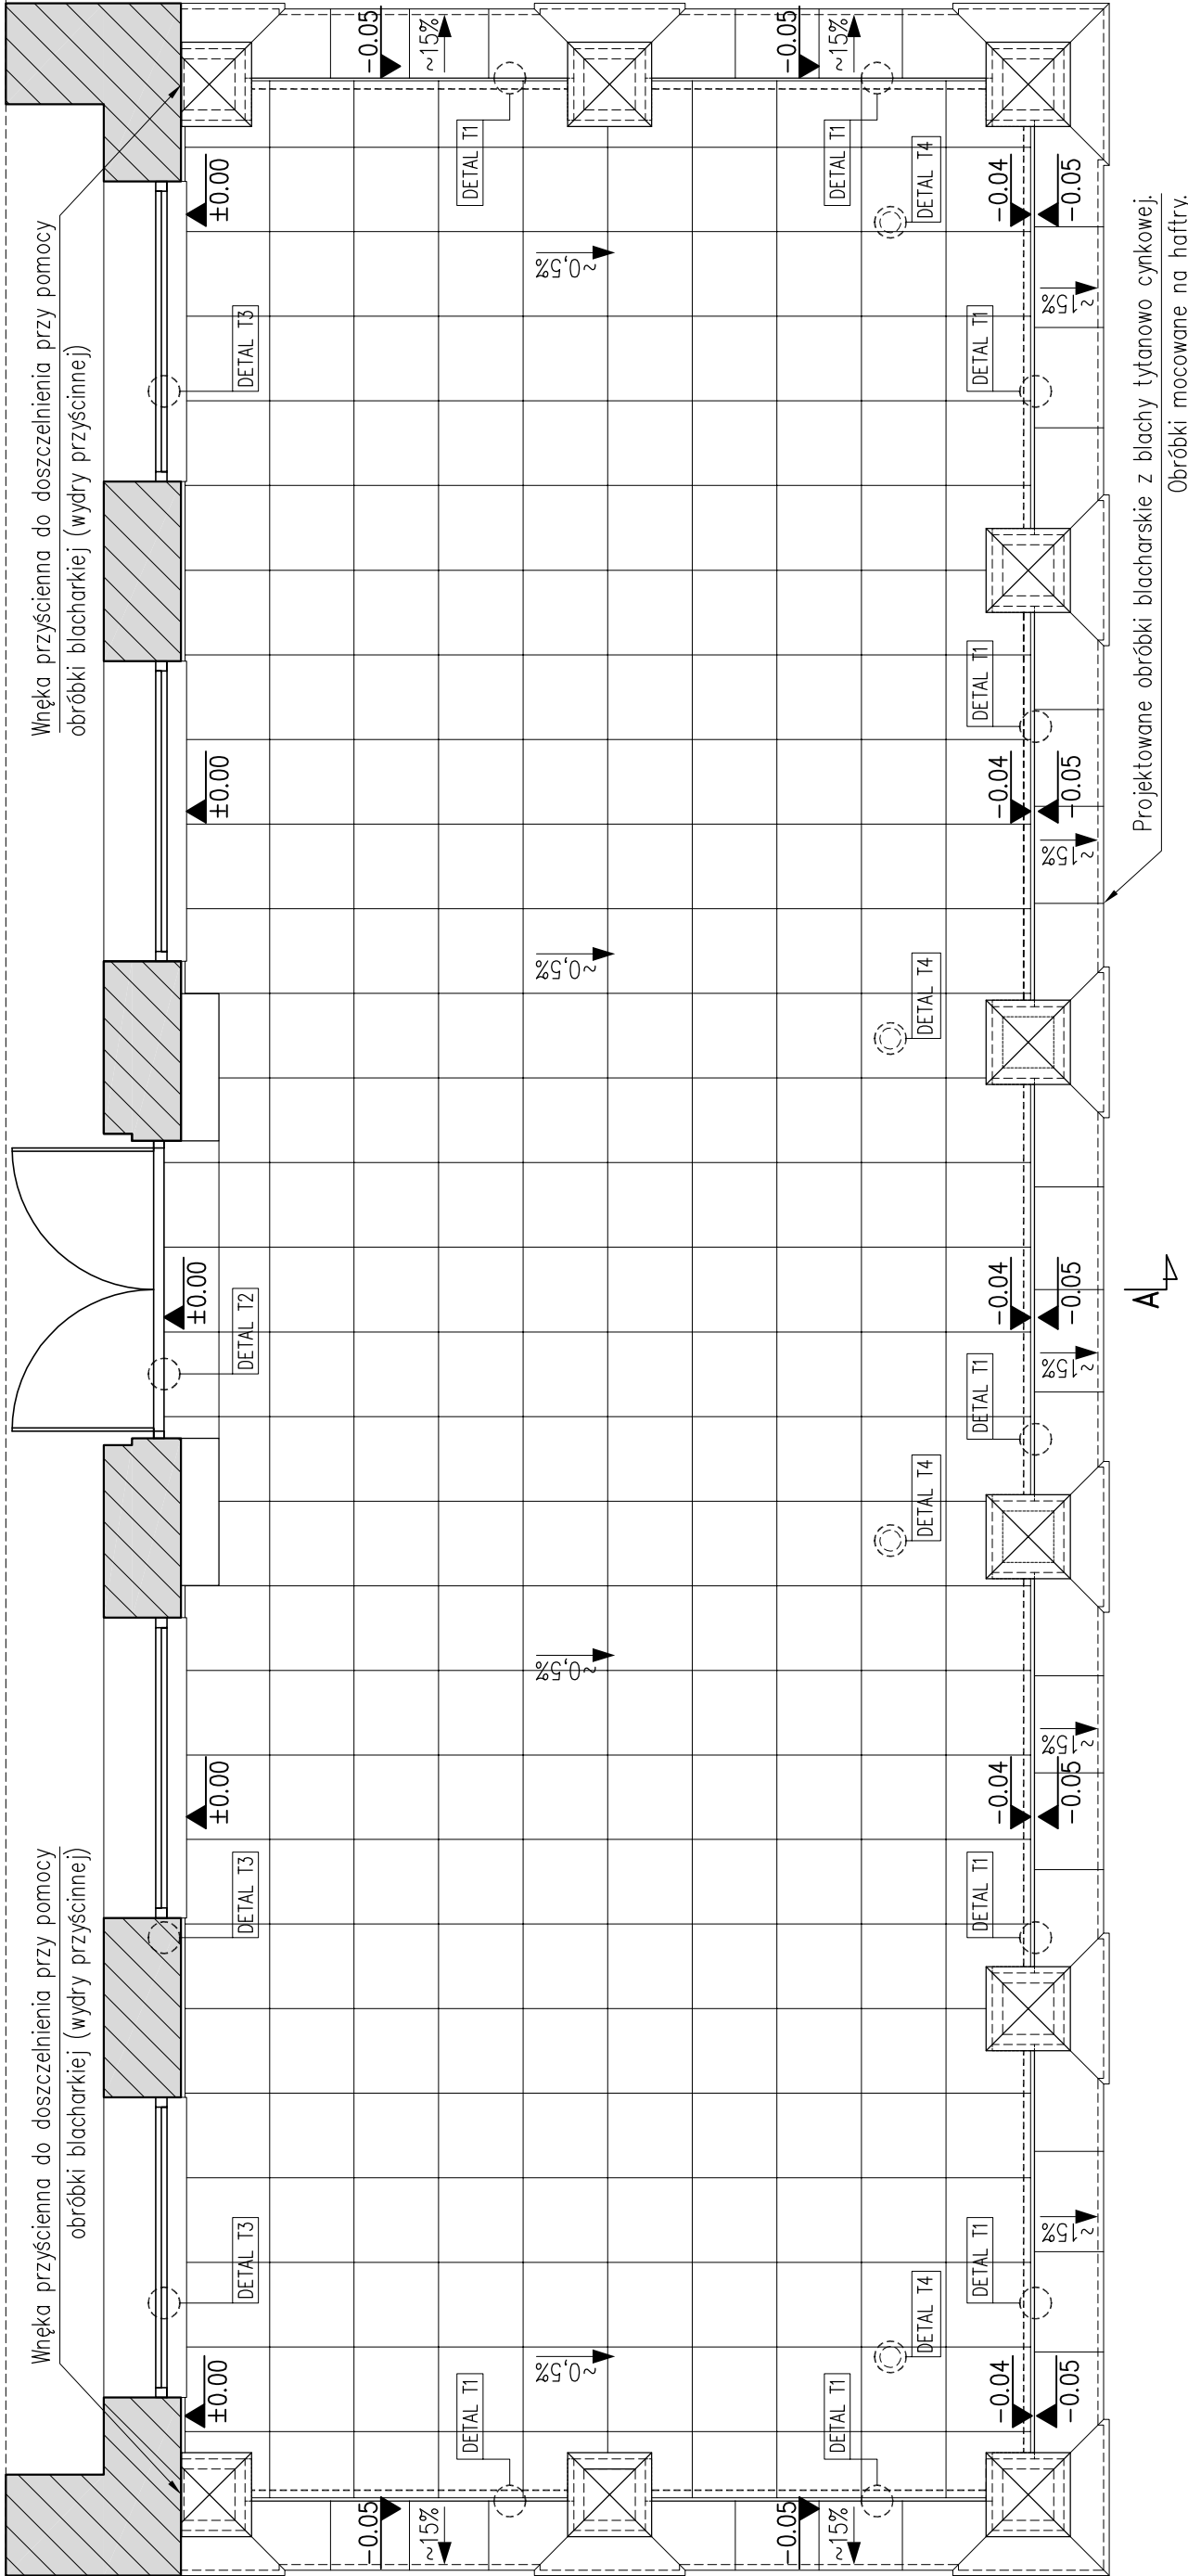 Wnęka przyścienna do doszczelnienia przy pomocy
obróbki blacharkiej (wydry przyścinnej)
Wnęka przyścienna do doszczelnienia przy pomocy
obróbki blacharkiej (wydry przyścinnej)
DETAL T3
DETAL T3
DETAL T2
DETAL T3
±0.00
±0.00
±0.00
±0.00
±0.00
-0.05
~15%
-0.05
~15%
-0.05
~15%
-0.05
~15%
DETAL T1
DETAL T1
DETAL T1
DETAL T1
~0,5%
~0,5%
~0,5%
~0,5%
DETAL T4
DETAL T4
DETAL T4
DETAL T4
DETAL T1
DETAL T1
DETAL T1
DETAL T1
DETAL T1
-0.04
-0.04
-0.04
-0.04
-0.04
-0.05
-0.05
-0.05
-0.05
-0.05
~15%
~15%
~15%
~15%
~15%
A
Projektowane obróbki blacharskie z blachy tytanowo cynkowej.
Obróbki mocowane na haftry.